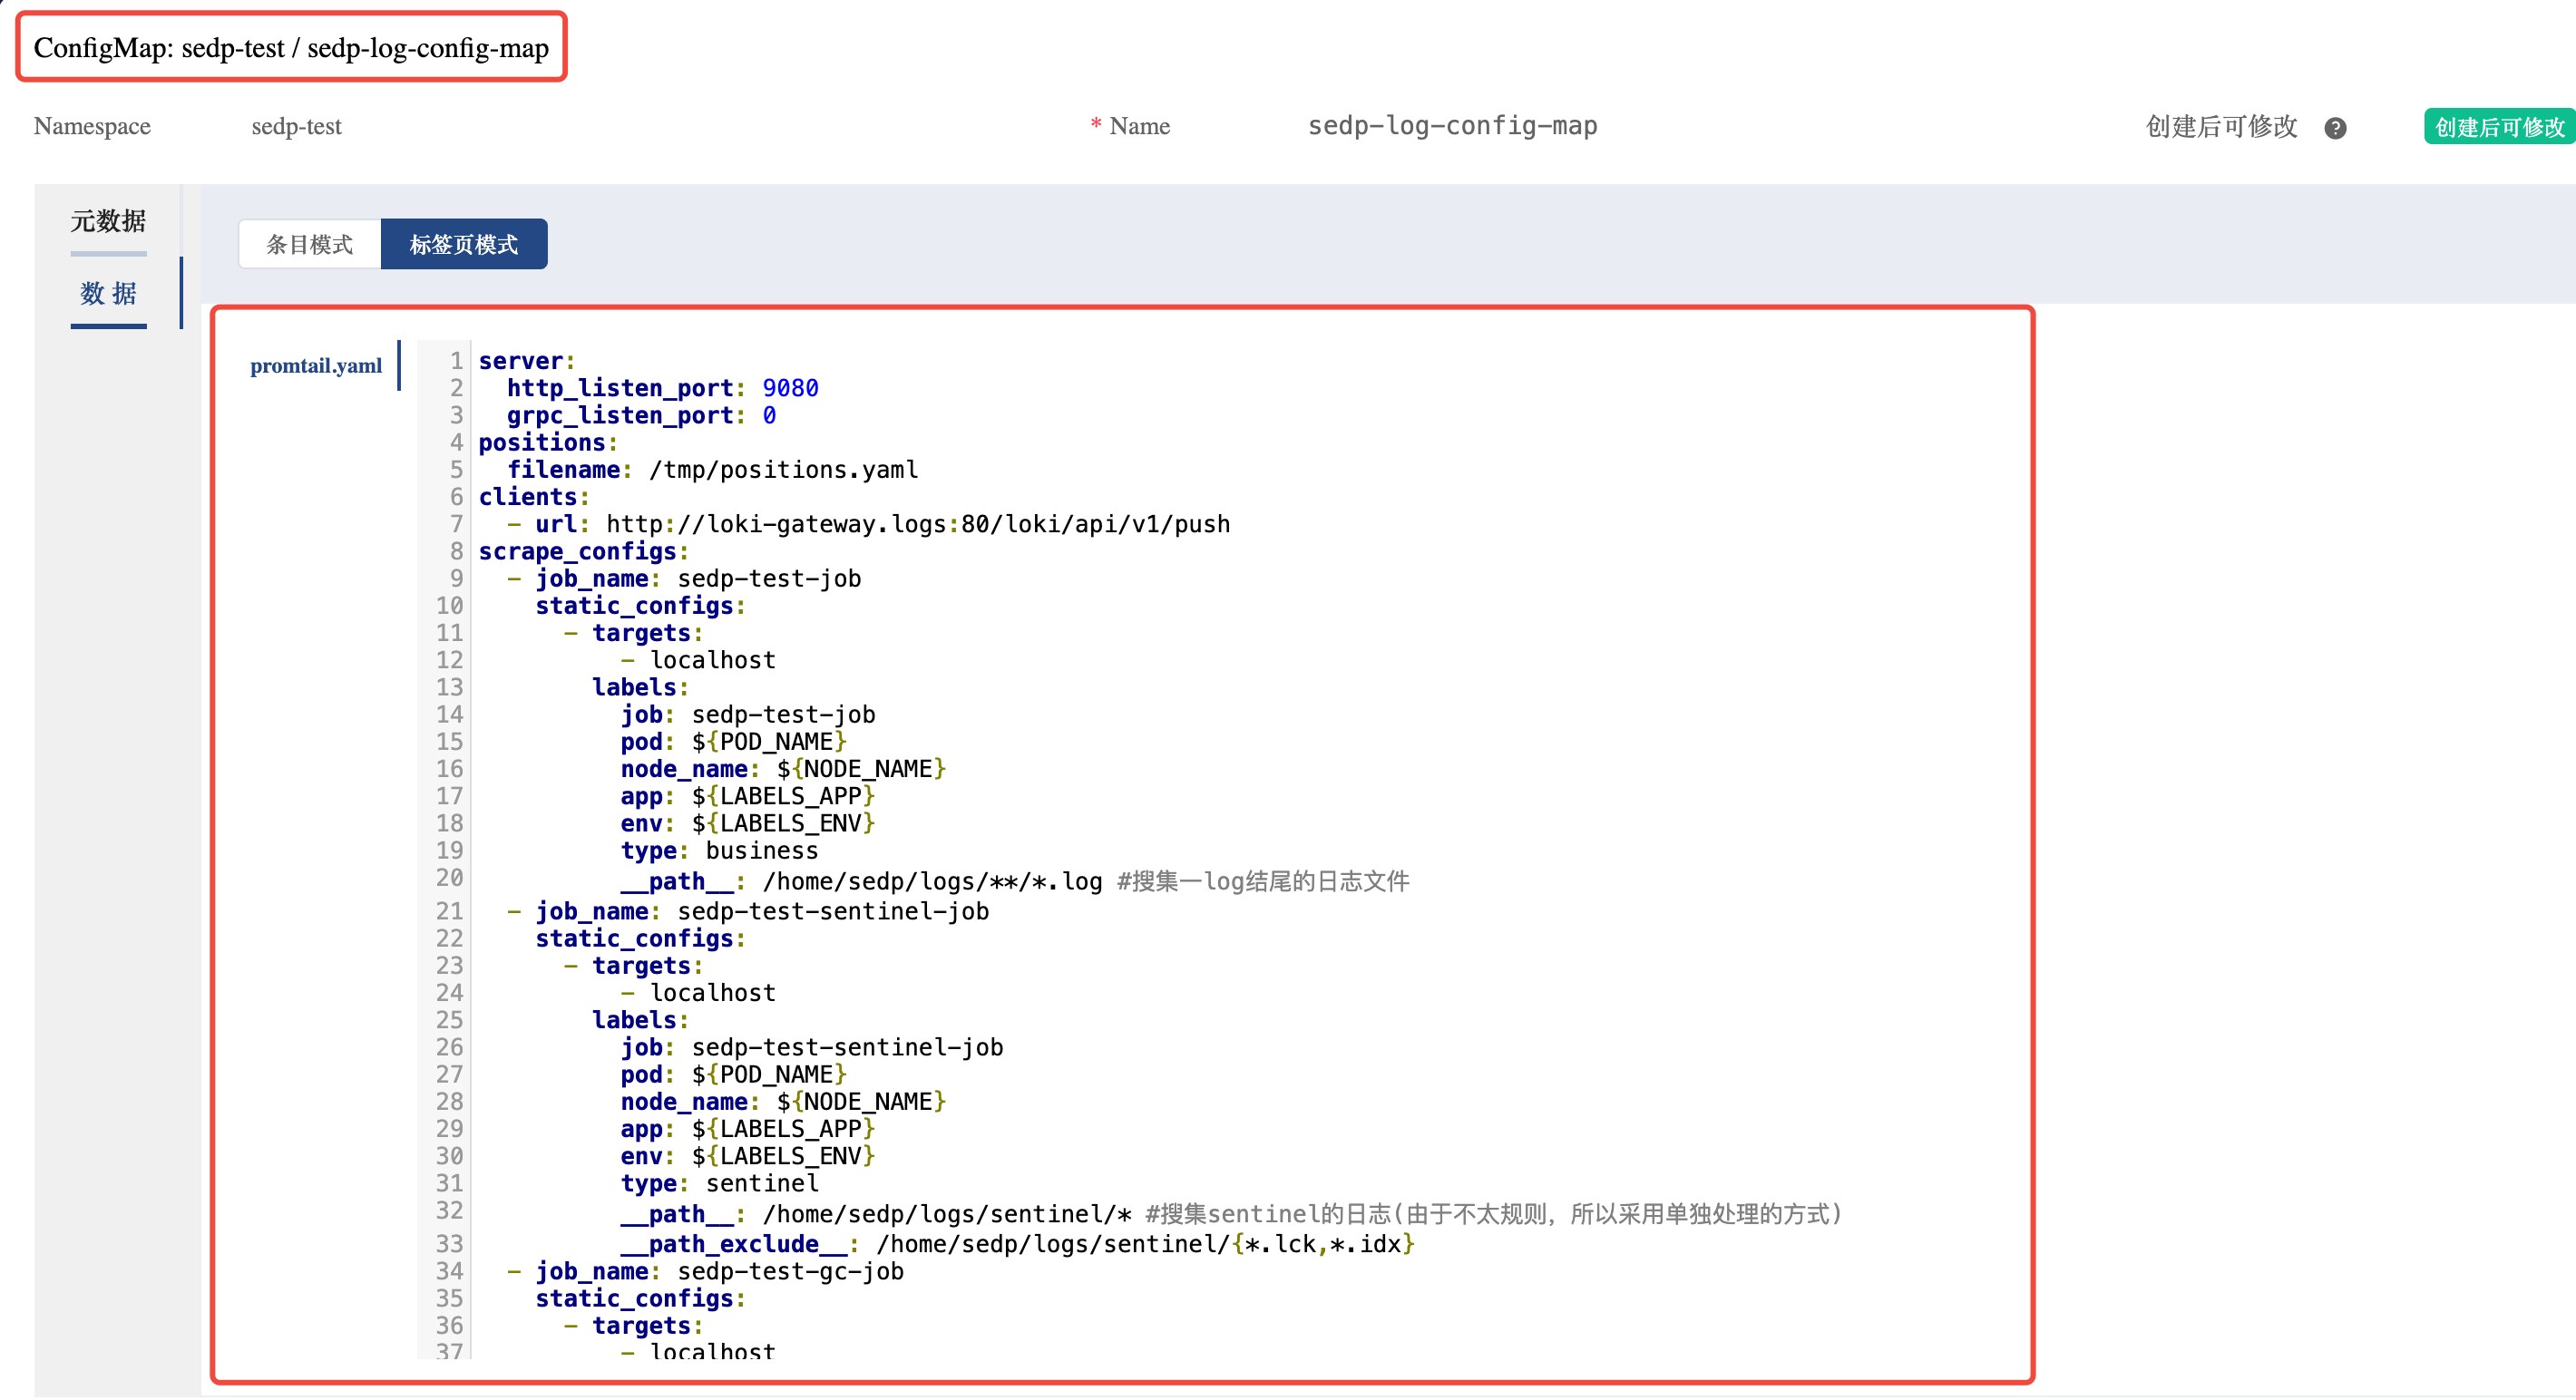 ConfigMap: sedp-test / sedp-log-config-map
Namespace sedp-test * Name sedp-log-config-map 创建后可修改 ? 创建后可修改
元数据
数 据
条目模式 标签页模式
promtail.yaml
1 server:
2   http_listen_port: 9080
3   grpc_listen_port: 0
4 positions:
5   filename: /tmp/positions.yaml
6 clients:
7   - url: http://loki-gateway.logs:80/loki/api/v1/push
8 scrape_configs:
9   - job_name: sedp-test-job
10     static_configs:
11       - targets:
12           - localhost
13         labels:
14           job: sedp-test-job
15           pod: ${POD_NAME}
16           node_name: ${NODE_NAME}
17           app: ${LABELS_APP}
18           env: ${LABELS_ENV}
19           type: business
20           __path__: /home/sedp/logs/**/*.log #搜集一log结尾的日志文件
21   - job_name: sedp-test-sentinel-job
22     static_configs:
23       - targets:
24           - localhost
25         labels:
26           job: sedp-test-sentinel-job
27           pod: ${POD_NAME}
28           node_name: ${NODE_NAME}
29           app: ${LABELS_APP}
30           env: ${LABELS_ENV}
31           type: sentinel
32           __path__: /home/sedp/logs/sentinel/* #搜集sentinel的日志(由于不太规则，所以采用单独处理的方式)
33           __path_exclude__: /home/sedp/logs/sentinel/{*.lck,*.idx}
34   - job_name: sedp-test-gc-job
35     static_configs:
36       - targets:
37           - localhost